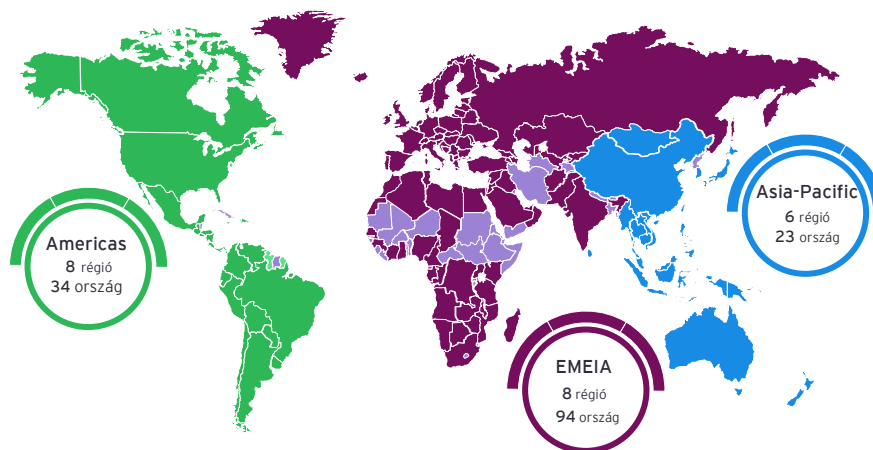 Americas
8 régió
34 ország
EMEIA
8 régió
94 ország
Asia-Pacific
6 régió
23 ország